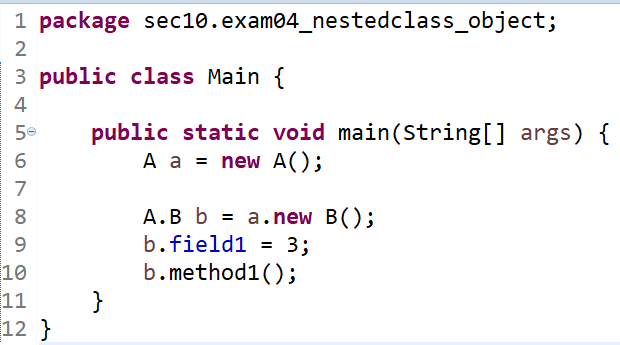 1 package sec10.exam04_nestedclass_object;
2
3 public class Main {
4
5     public static void main(String[] args) {
6         A a = new A();
7
8         A.B b = a.new B();
9         b.field1 = 3;
10         b.method1();
11     }
12 }